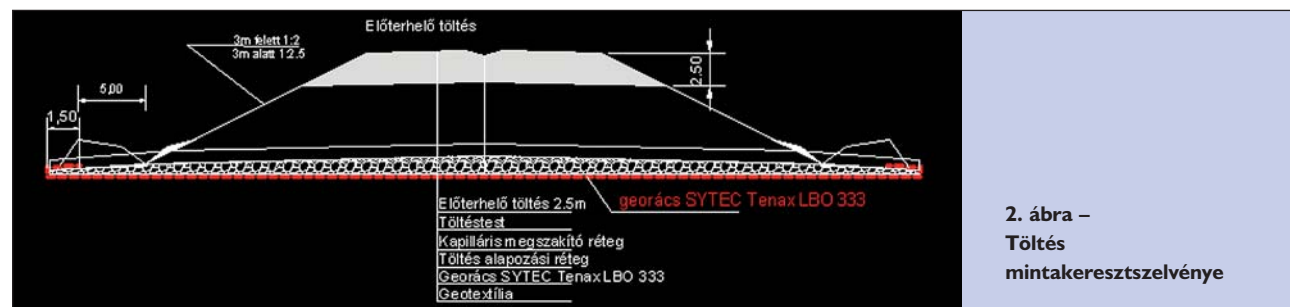 Előterhelő töltés
3m felett 1:2
3m alatt 1:2.5
2.50
5,00
1,50
Előterhelő töltés 2.5m
georács SYTEC Tenax LBO 333
Töltéstest
Kapilláris megszakító réteg
Töltés alapozási réteg
Georács SYTEC Tenax LBO 333
Geotextília
2. ábra –
Töltés
mintakeresztszelvénye